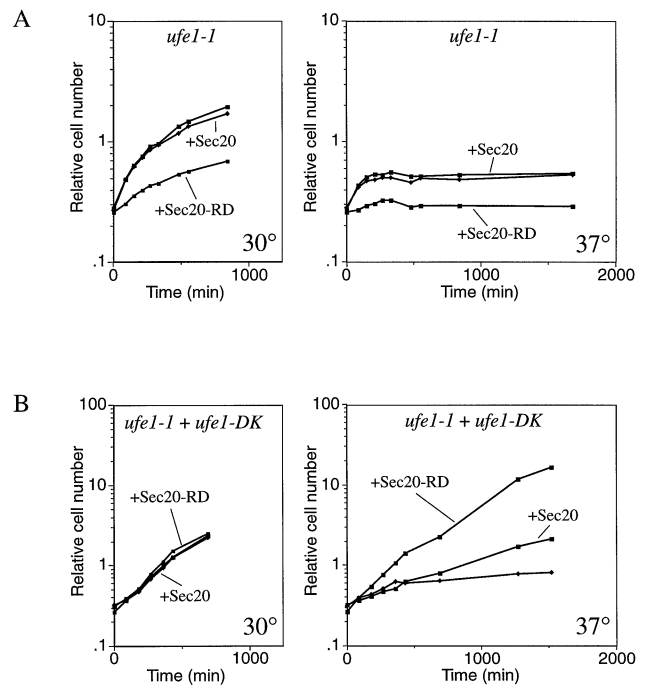 A
ufe1-1
Relative cell number
10
1
.1
+Sec20
+Sec20-RD
30°
0
1000
Time (min)
ufe1-1
Relative cell number
10
1
.1
+Sec20
+Sec20-RD
37°
0
1000
2000
Time (min)
B
ufe1-1 + ufe1-DK
Relative cell number
100
10
1
.1
+Sec20-RD
+Sec20
30°
0
1000
Time (min)
ufe1-1 + ufe1-DK
Relative cell number
100
10
1
.1
+Sec20-RD
+Sec20
37°
0
1000
2000
Time (min)